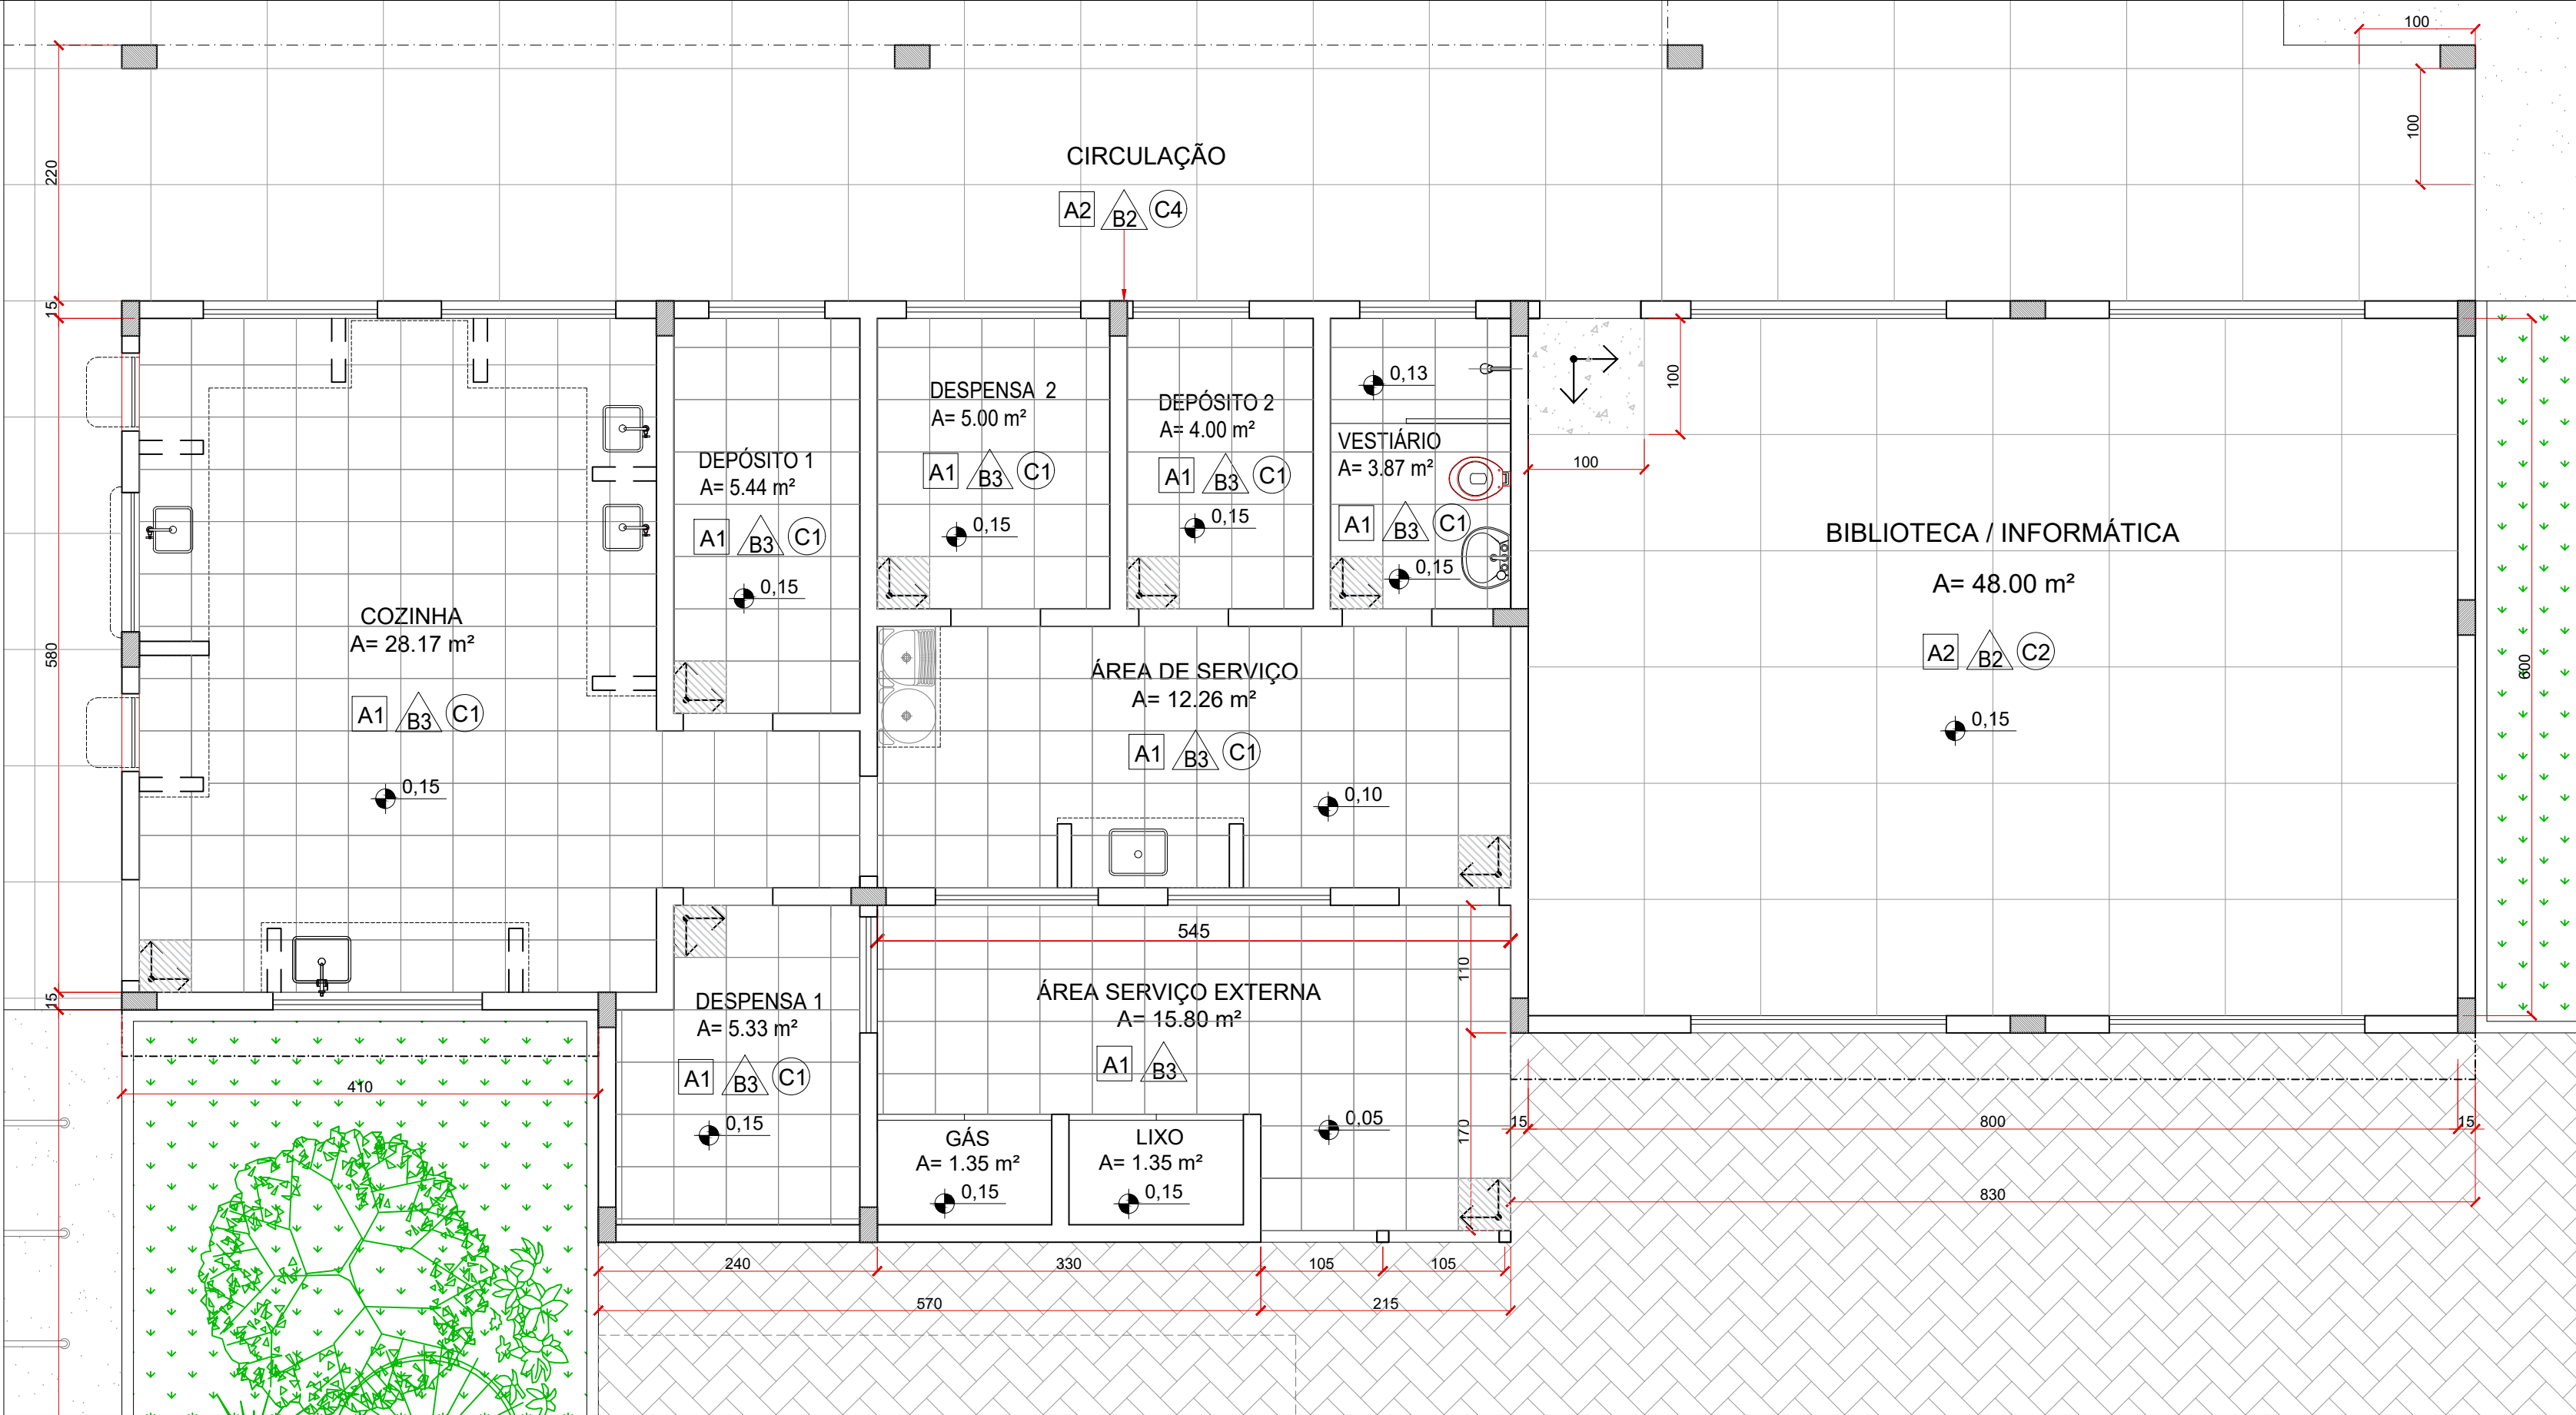 100
100
220
CIRCULAÇÃO
A2 B2 C4
15
0,13
100
100
DESPENSA 2
A= 5.00 m²
A1 B3 C1
0,15
DEPÓSITO 2
A= 4.00 m²
A1 B3 C1
0,15
VESTIÁRIO
A= 3.87 m²
A1 B3 C1
0,15
DEPÓSITO 1
A= 5.44 m²
A1 B3 C1
0,15
BIBLIOTECA / INFORMÁTICA
A= 48.00 m²
A2 B2 C2
0,15
600
580
COZINHA
A= 28.17 m²
A1 B3 C1
0,15
ÁREA DE SERVIÇO
A= 12.26 m²
A1 B3 C1
0,10
545
110
15
DESPENSA 1
A= 5.33 m²
A1 B3 C1
0,15
ÁREA SERVIÇO EXTERNA
A= 15.80 m²
A1 B3
0,05
170
GÁS
A= 1.35 m²
0,15
LIXO
A= 1.35 m²
0,15
410
15
800
15
830
240
330
105
105
570
215